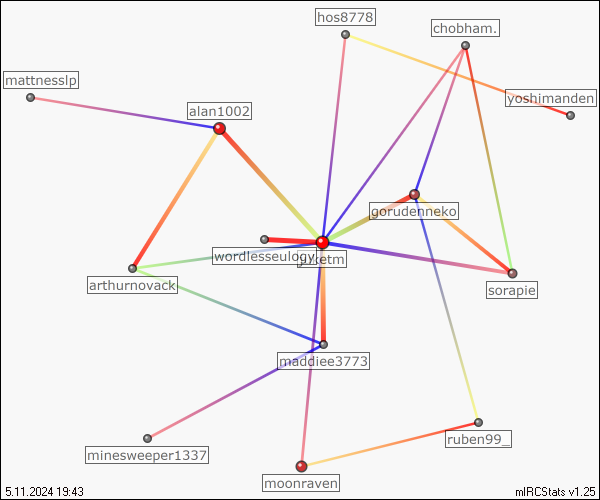 hos8778
chobham.
mattnesslp
yoshimanden
alan1002
gorudenneko
wordlesseulogy
arthurnovack
sorapie
maddiee3773
ruben99_
minesweeper1337
moonraven
5.11.2024 19:43
mIRCStats v1.25